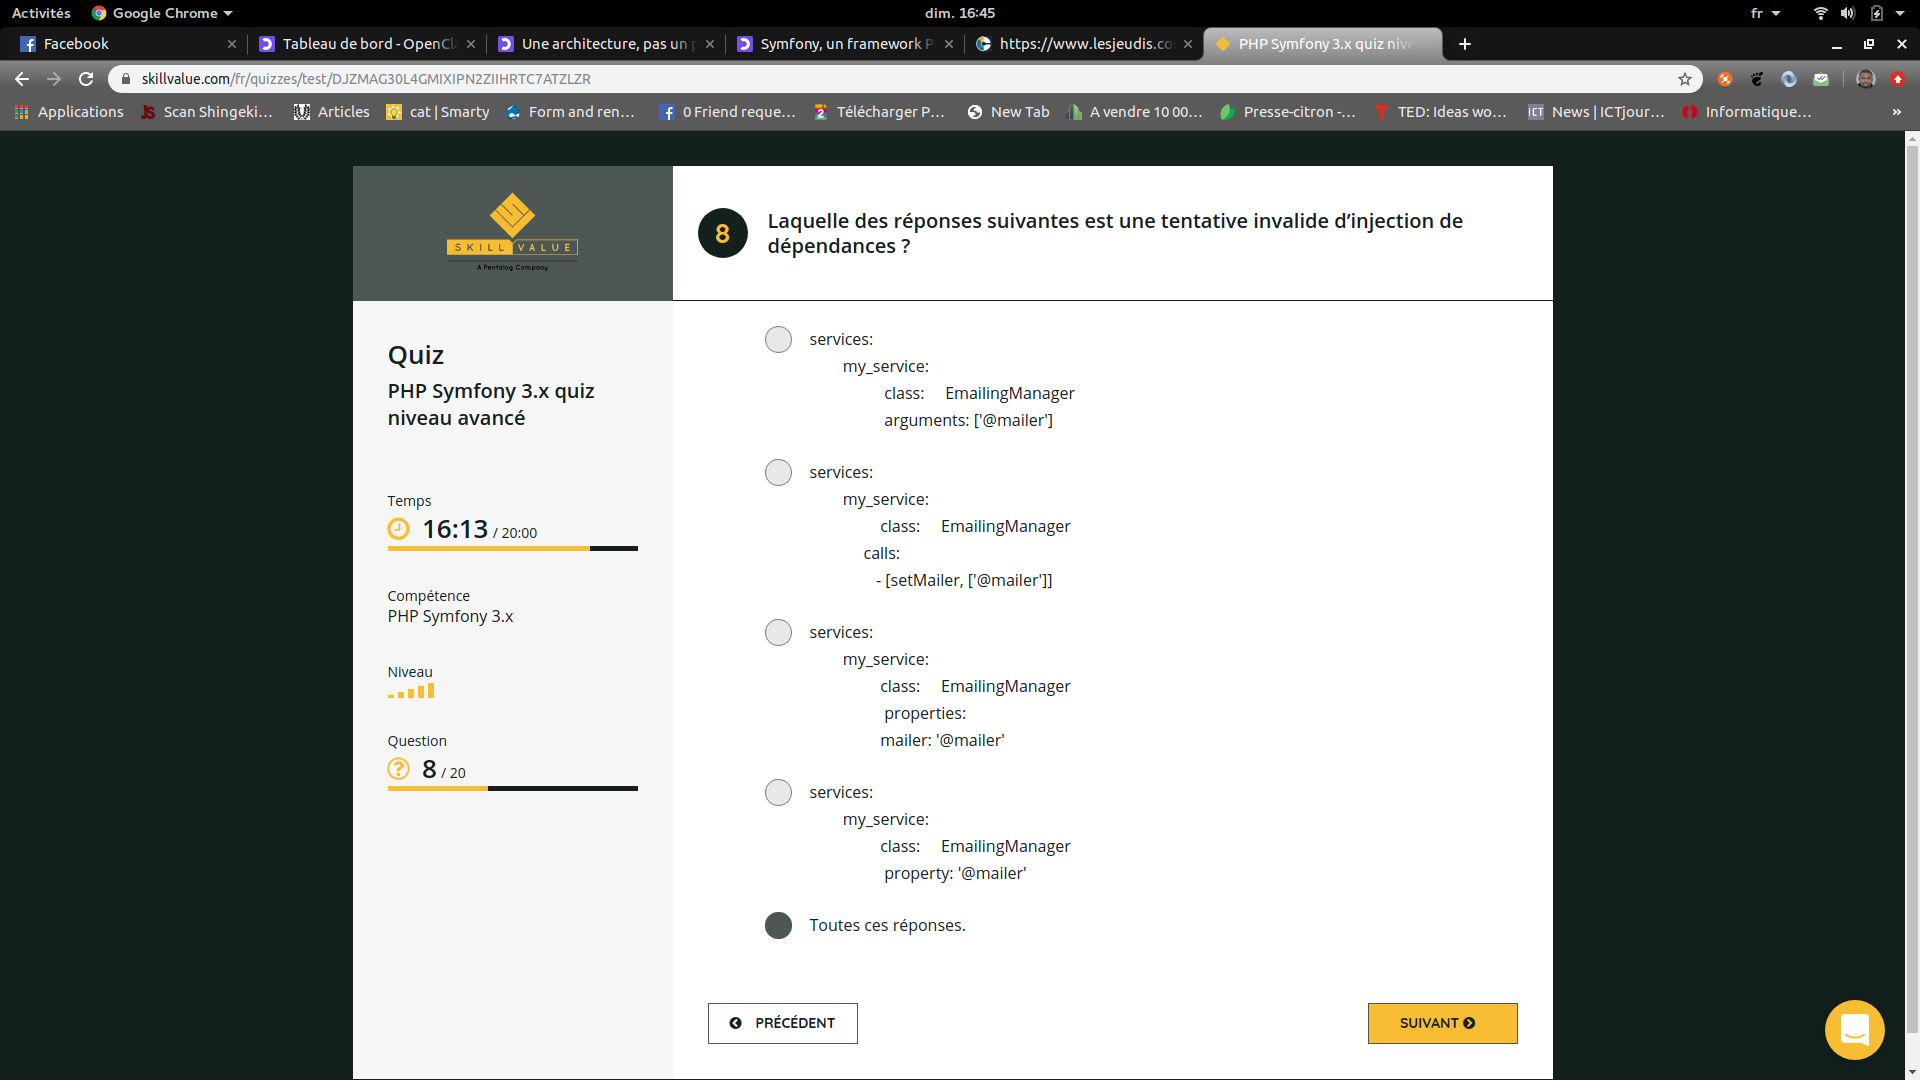 Activités
Google Chrome
dim. 16:45
fr
Facebook
Tableau de bord - OpenCl
Une architecture, pas un
Symfony, un framework P
https://www.lesjeudis.co
PHP Symfony 3.x quiz nive
skillvalue.com/fr/quizzes/test/DJZMAG30L4GMIXIPN2ZIIHRTC7ATZLZR
Applications
Scan Shingeki...
Articles
cat | Smarty
Form and ren...
0 Friend reque...
Télécharger P...
New Tab
A vendre 10 00...
Presse-citron -...
TED: Ideas wo...
ICT
News | ICTjour...
Informatique...
»
SKILL VALUE
A Pentalog Company
8
Laquelle des réponses suivantes est une tentative invalide d’injection de
dépendances ?
Quiz
PHP Symfony 3.x quiz
niveau avancé
Temps
16:13 / 20:00
Compétence
PHP Symfony 3.x
Niveau
Question
8 / 20
services:
my_service:
class: EmailingManager
arguments: ['@mailer']
services:
my_service:
class: EmailingManager
calls:
- [setMailer, ['@mailer']]
services:
my_service:
class: EmailingManager
properties:
mailer: '@mailer'
services:
my_service:
class: EmailingManager
property: '@mailer'
Toutes ces réponses.
PRÉCÉDENT
SUIVANT